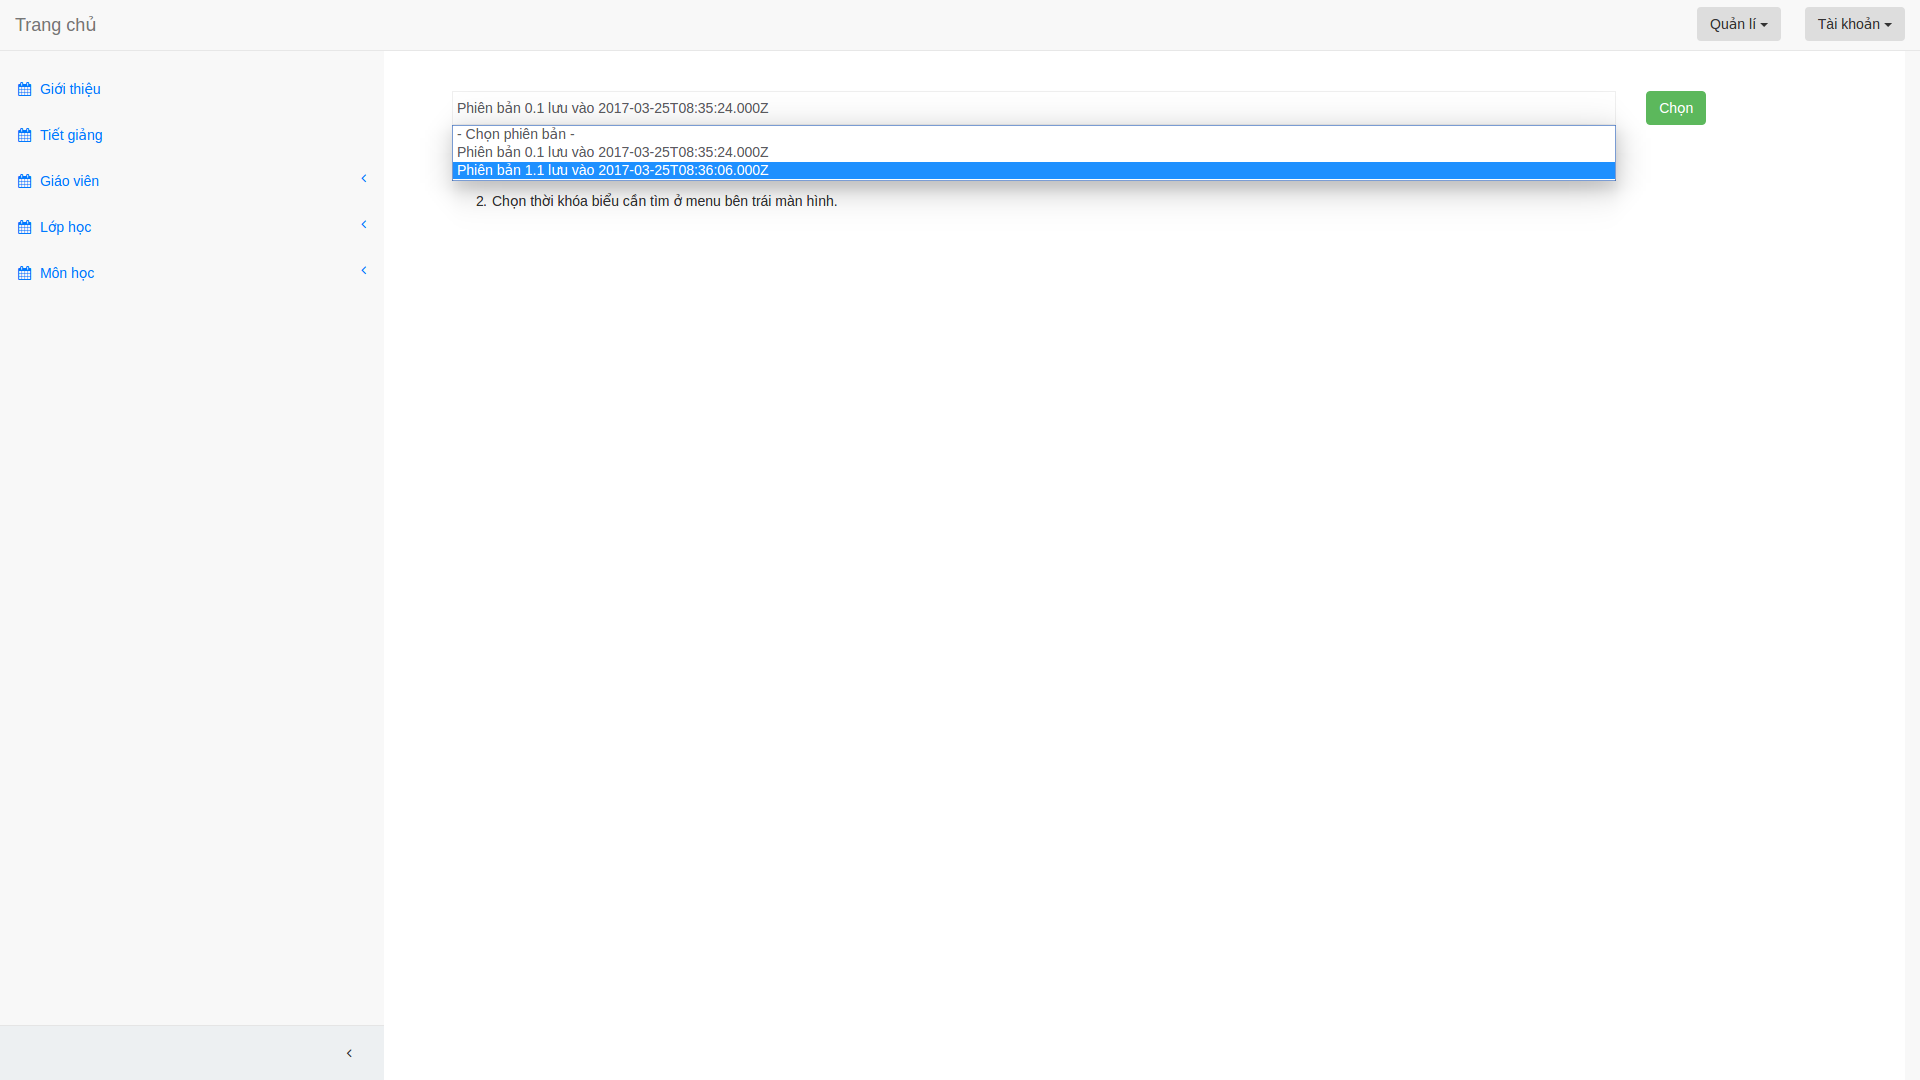 Trang chủ
Quản lí
Tài khoản
Giới thiệu
Tiết giảng
Giáo viên
Lớp học
Môn học
Phiên bản 0.1 lưu vào 2017-03-25T08:35:24.000Z
Chọn
- Chọn phiên bản -
Phiên bản 0.1 lưu vào 2017-03-25T08:35:24.000Z
Phiên bản 1.1 lưu vào 2017-03-25T08:36:06.000Z
2. Chọn thời khóa biểu cần tìm ở menu bên trái màn hình.